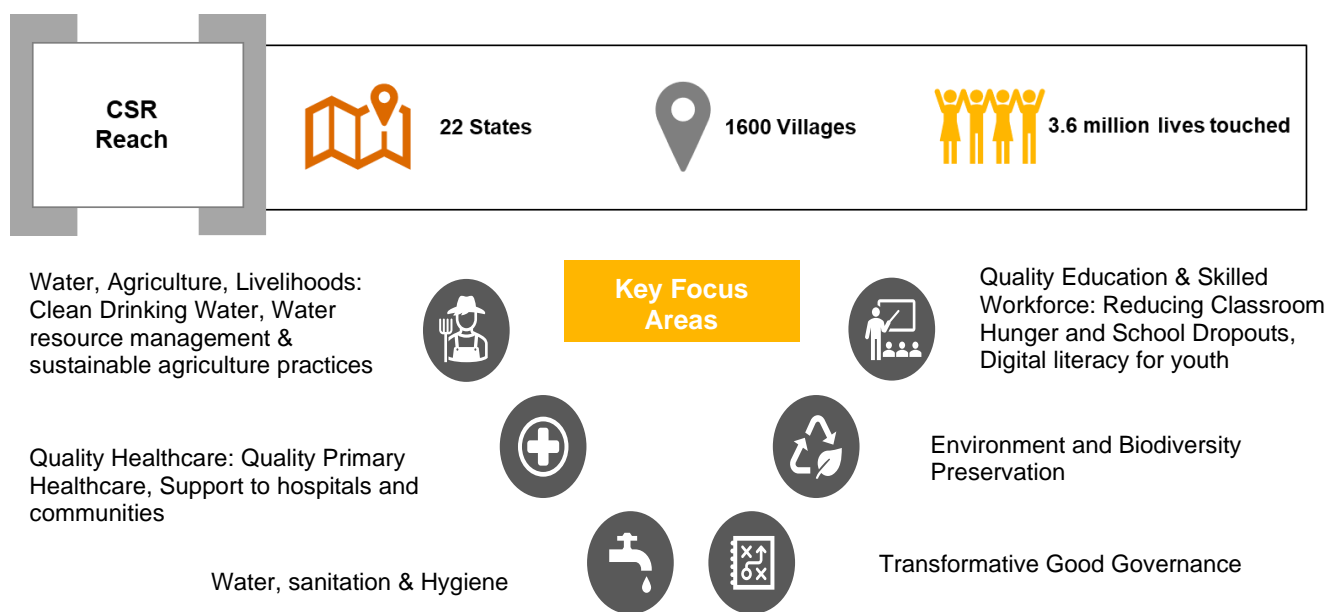 CSR
Reach
22 States
1600 Villages
3.6 million lives touched
Key Focus
Areas
Water, Agriculture, Livelihoods:
Clean Drinking Water, Water
resource management &
sustainable agriculture practices
Quality Education & Skilled
Workforce: Reducing Classroom
Hunger and School Dropouts,
Digital literacy for youth
Quality Healthcare: Quality Primary
Healthcare, Support to hospitals and
communities
Environment and Biodiversity
Preservation
Water, sanitation & Hygiene
Transformative Good Governance